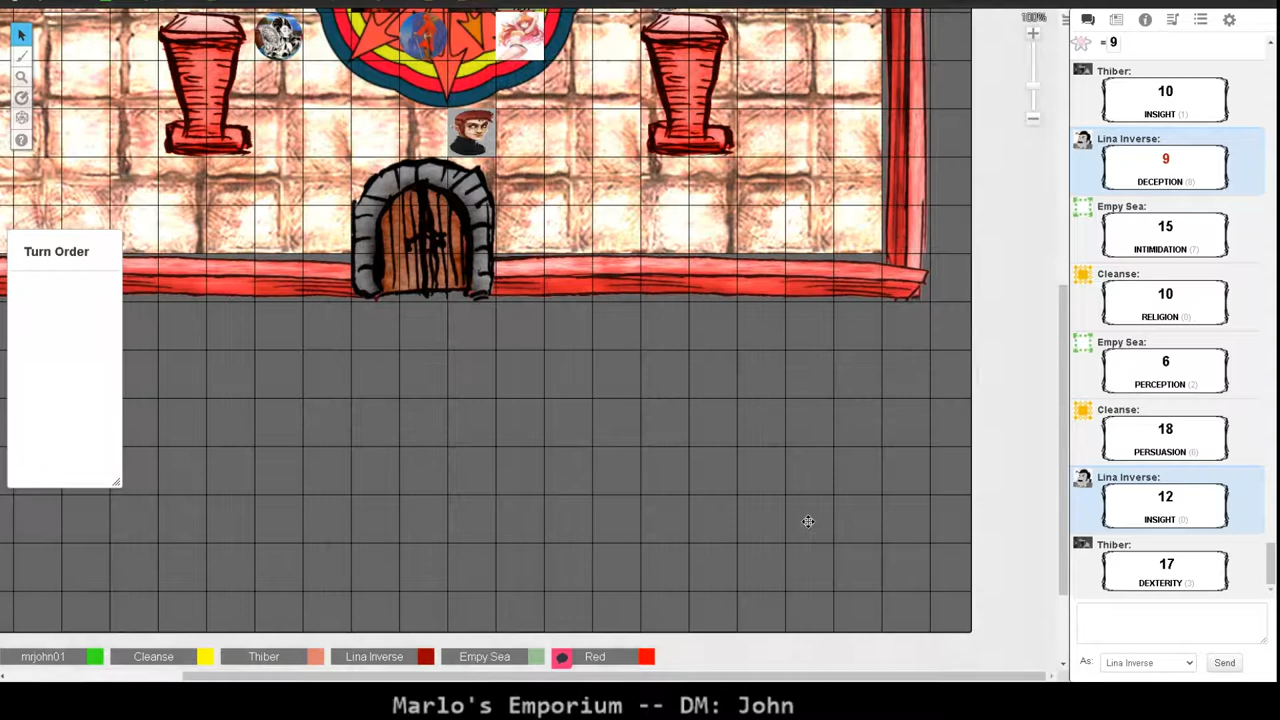 100%
= 9
Thiber:
10
INSIGHT (1)
Lina Inverse:
9
DECEPTION (8)
Empy Sea:
15
INTIMIDATION (7)
Cleanse:
10
RELIGION (0)
Empy Sea:
6
PERCEPTION (2)
Cleanse:
18
PERSUASION (6)
Lina Inverse:
12
INSIGHT (0)
Thiber:
17
DEXTERITY (3)
Turn Order
mrjohn01
Cleanse
Thiber
Lina Inverse
Empy Sea
Red
As:
Lina Inverse
Send
Marlo's Emporium -- DM: John